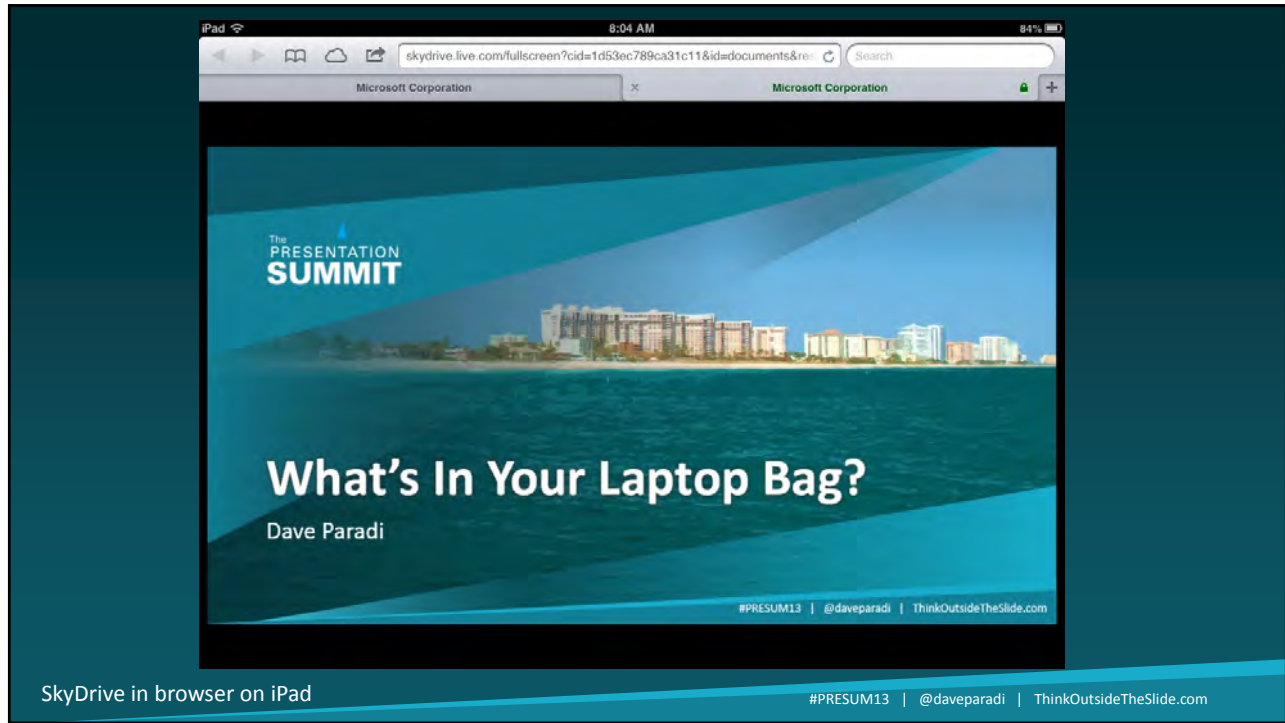 iPad 8:04 AM 84%
skydrive.live.com/fullscreen?cid=1d53ec789ca31c11&id=documents&res Search
Microsoft Corporation × Microsoft Corporation +
The
PRESENTATION
SUMMIT
What's In Your Laptop Bag?
Dave Paradi
#PRESUM13 | @daveparadi | ThinkOutsideTheSlide.com
SkyDrive in browser on iPad
#PRESUM13 | @daveparadi | ThinkOutsideTheSlide.com